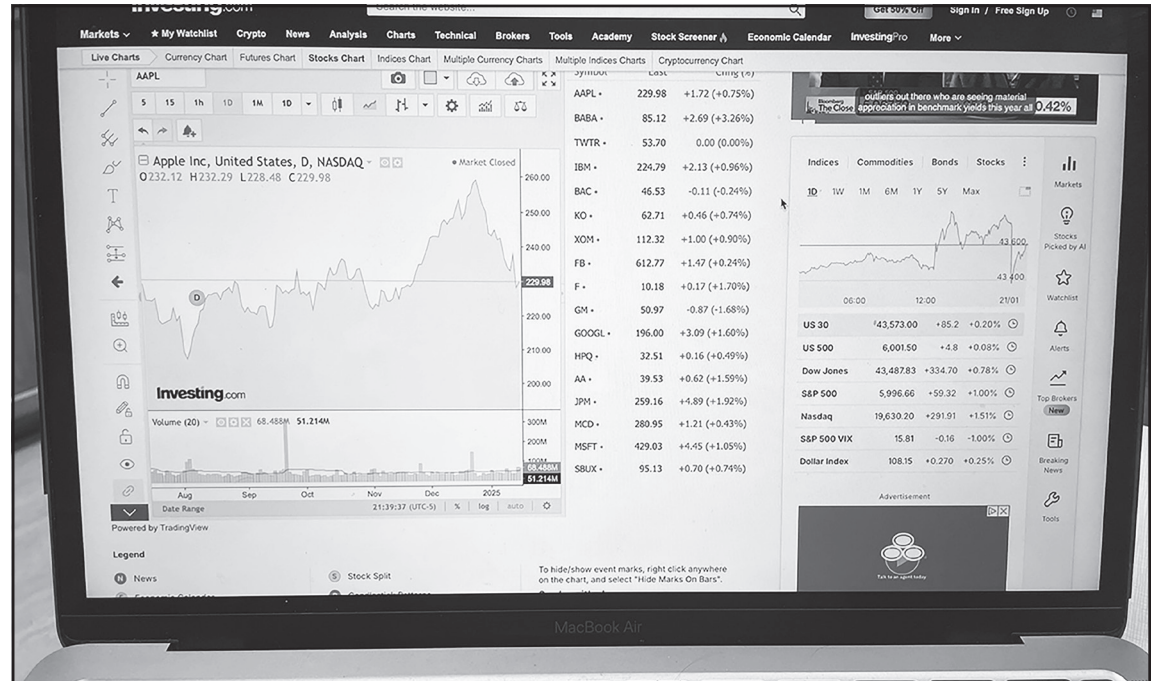 Investing.com
Search the website...
Get 50% Off
Sign In / Free Sign Up
Markets
My Watchlist
Crypto
News
Analysis
Charts
Technical
Brokers
Tools
Academy
Stock Screener
Economic Calendar
InvestingPro
More
Live Charts
Currency Chart
Futures Chart
Stocks Chart
Indices Chart
Multiple Currency Charts
Multiple Indices Charts
Cryptocurrency Chart
AAPL
5 15 1h 1D 1M 1D
Apple Inc, United States, D, NASDAQ
Market Closed
O232.12 H232.29 L228.48 C229.98
260.00
250.00
240.00
229.98
220.00
210.00
200.00
D
Investing.com
Volume (20) 68.488M 51.214M
300M
200M
100M
68.488M
51.214M
Aug Sep Oct Nov Dec 2025
Date Range 21:39:37 (UTC-5) % log auto
Powered by TradingView
Legend
N News
S Stock Split
Economic Calendar
Candlestick Patterns
To hide/show event marks, right click anywhere
on the chart, and select "Hide Marks On Bars".
Symbol Last Chng (%)
AAPL 229.98 +1.72 (+0.75%)
BABA 85.12 +2.69 (+3.26%)
TWTR 53.70 0.00 (0.00%)
IBM 224.79 +2.13 (+0.96%)
BAC 46.53 -0.11 (-0.24%)
KO 62.71 +0.46 (+0.74%)
XOM 112.32 +1.00 (+0.90%)
FB 612.77 +1.47 (+0.24%)
F 10.18 +0.17 (+1.70%)
GM 50.97 -0.87 (-1.68%)
GOOGL 196.00 +3.09 (+1.60%)
HPQ 32.51 +0.16 (+0.49%)
AA 39.53 +0.62 (+1.59%)
JPM 259.16 +4.89 (+1.92%)
MCD 280.95 +1.21 (+0.43%)
MSFT 429.03 +4.45 (+1.05%)
SBUX 95.13 +0.70 (+0.74%)
Bloomberg
The Close
outliers out there who are seeing material
appreciation in benchmark yields this year all
0.42%
Indices Commodities Bonds Stocks
1D 1W 1M 6M 1Y 5Y Max
43,600
43 400
06:00 12:00 21/01
US 30 43,573.00 +85.2 +0.20%
US 500 6,001.50 +4.8 +0.08%
Dow Jones 43,487.83 +334.70 +0.78%
S&P 500 5,996.66 +59.32 +1.00%
Nasdaq 19,630.20 +291.91 +1.51%
S&P 500 VIX 15.81 -0.16 -1.00%
Dollar Index 108.15 +0.270 +0.25%
Advertisement
Talk to an agent today
Markets
Stocks
Picked by AI
Watchlist
Alerts
Top Brokers
New
Breaking
News
Tools
MacBook Air